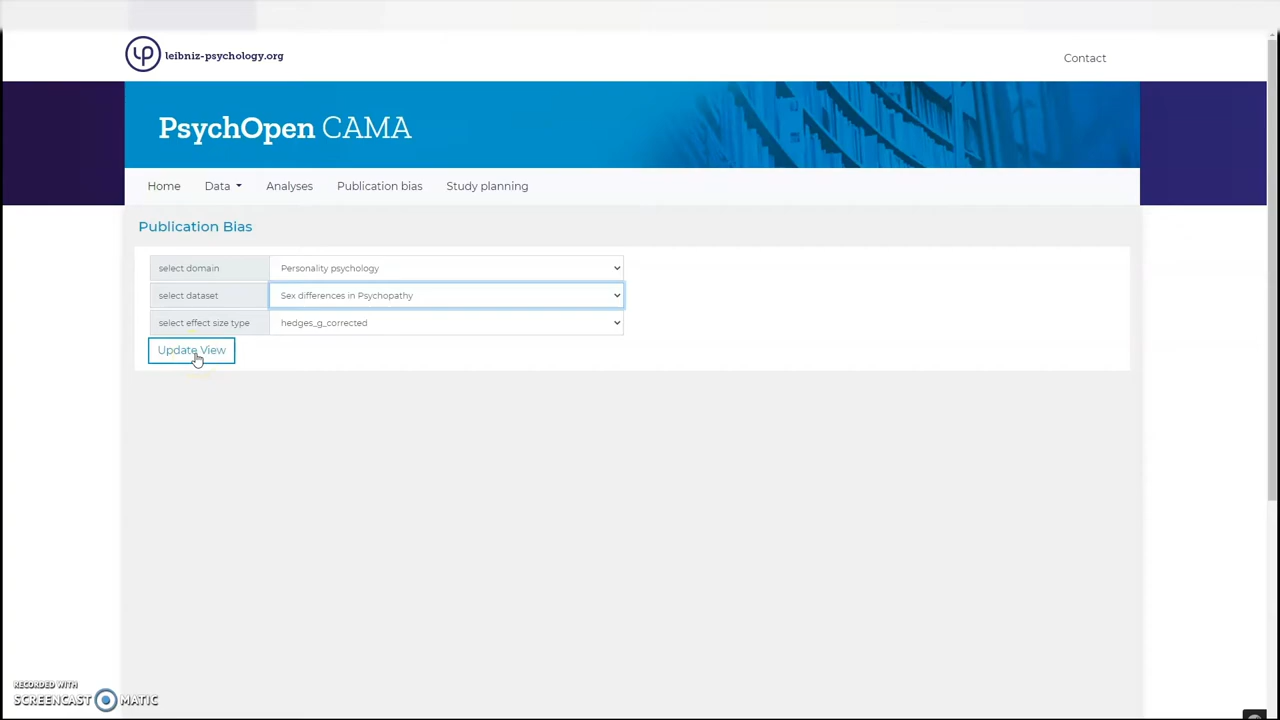 leibniz-psychology.org
Contact
PsychOpen CAMA
Home Data Analyses Publication bias Study planning
Publication Bias
select domain Personality psychology
select dataset Sex differences in Psychopathy
select effect size type hedges_g_corrected
Update View
RECORDED WITH
SCREENCAST MATIC